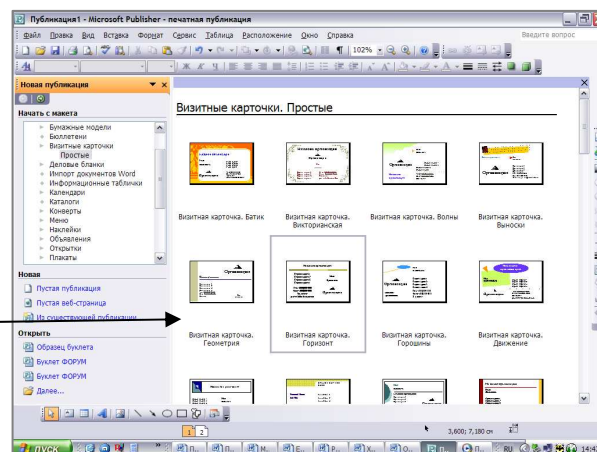 Публикация1 - Microsoft Publisher - печатная публикация
Файл Правка Вид Вставка Формат Сервис Таблица Расположение Окно Справка
Введите вопрос
102%
Новая публикация
Начать с макета
Бумажные модели
Бюллетени
Визитные карточки
Простые
Деловые бланки
Импорт документов Word
Информационные таблички
Календари
Каталоги
Конверты
Меню
Наклейки
Объявления
Открытки
Плакаты
Новая
Пустая публикация
Пустая веб-страница
Из существующей публикации
Открыть
Образец буклета
Буклет ФОРУМ
Буклет ФОРУМ
Далее...
Визитные карточки. Простые
Визитная карточка. Батик
Визитная карточка. Викторианская
Визитная карточка. Волны
Визитная карточка. Выноски
Визитная карточка. Геометрия
Визитная карточка. Горизонт
Визитная карточка. Горошины
Визитная карточка. Движение
1 2
3,600; 7,180 см
пуск
RU